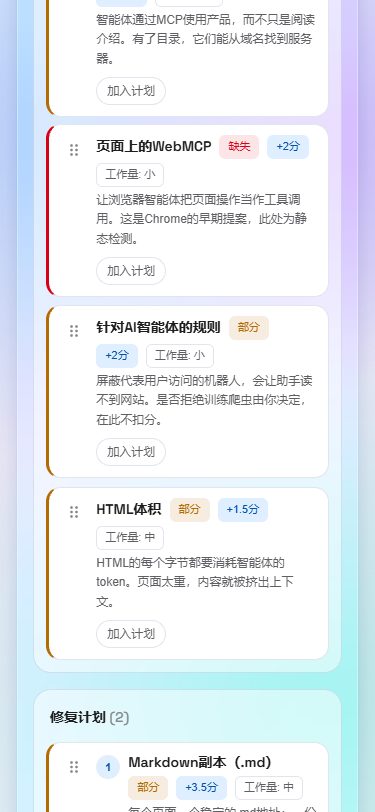 智能体通过MCP使用产品，而不只是阅读
介绍。有了目录，它们能从域名找到服务
器。
加入计划
页面上的WebMCP 缺失 +2分
工作量: 小
让浏览器智能体把页面操作当作工具调
用。这是Chrome的早期提案，此处为静
态检测。
加入计划
针对AI智能体的规则 部分
+2分 工作量: 小
屏蔽代表用户访问的机器人，会让助手读
不到网站。是否拒绝训练爬虫由你决定，
在此不扣分。
加入计划
HTML体积 部分 +1.5分
工作量: 中
HTML的每个字节都要消耗智能体的
token。页面太重，内容就被挤出上下
文。
加入计划
修复计划 (2)
1 Markdown副本（.md）
部分 +3.5分 工作量: 中